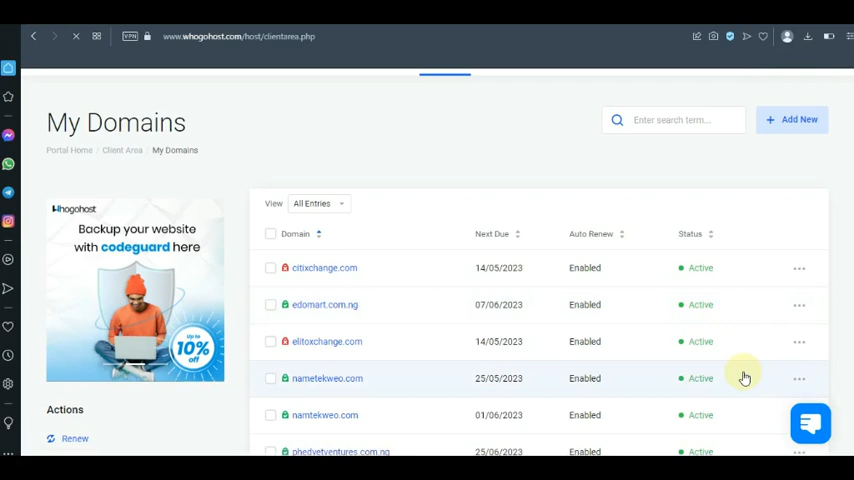 VPN
www.whogohost.com/host/clientarea.php
My Domains
Enter search term...
+ Add New
Portal Home / Client Area / My Domains
Whogohost
Backup your website
with codeguard here
Up to
10%
View All Entries
Domain Next Due Auto Renew Status
citixchange.com 14/05/2023 Enabled Active
edomart.com.ng 07/06/2023 Enabled Active
elitoxchange.com 14/05/2023 Enabled Active
nametekweo.com 25/05/2023 Enabled Active
namtekweo.com 01/06/2023 Enabled Active
phedvetventures.com.ng 25/06/2023 Enabled Active
Actions
Renew